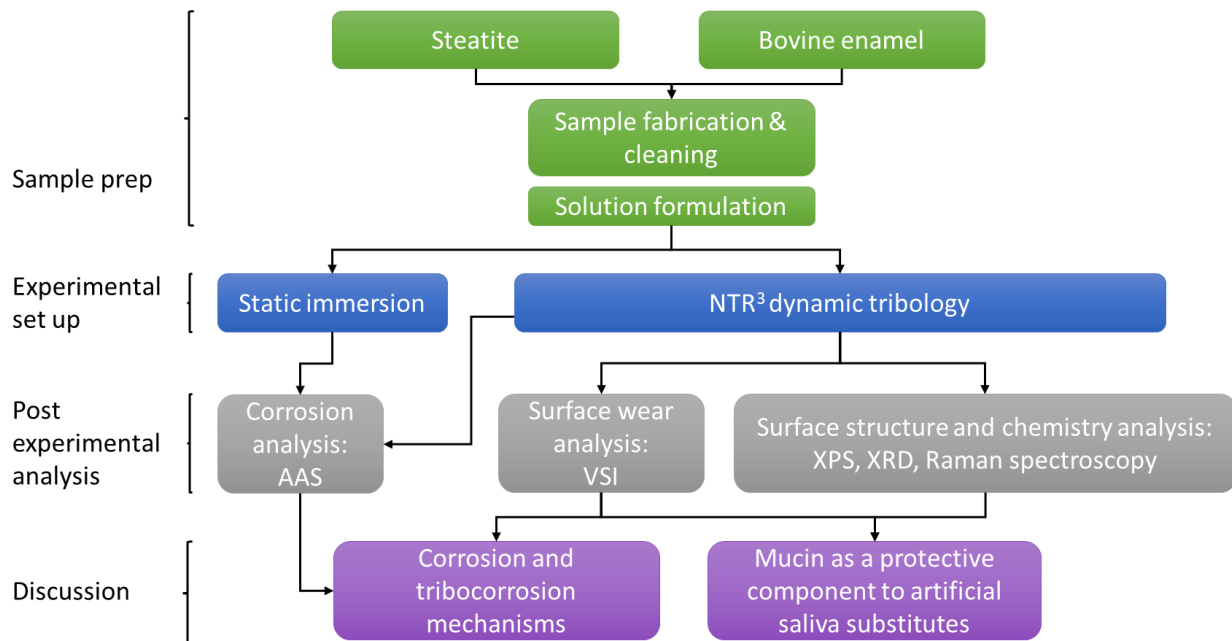 Steatite
Bovine enamel
Sample fabrication &
cleaning
Sample prep
Solution formulation
Experimental
set up
Static immersion
NTR³ dynamic tribology
Post
experimental
analysis
Corrosion
analysis:
AAS
Surface wear
analysis:
VSI
Surface structure and chemistry analysis:
XPS, XRD, Raman spectroscopy
Discussion
Corrosion and
tribocorrosion
mechanisms
Mucin as a protective
component to artificial
saliva substitutes